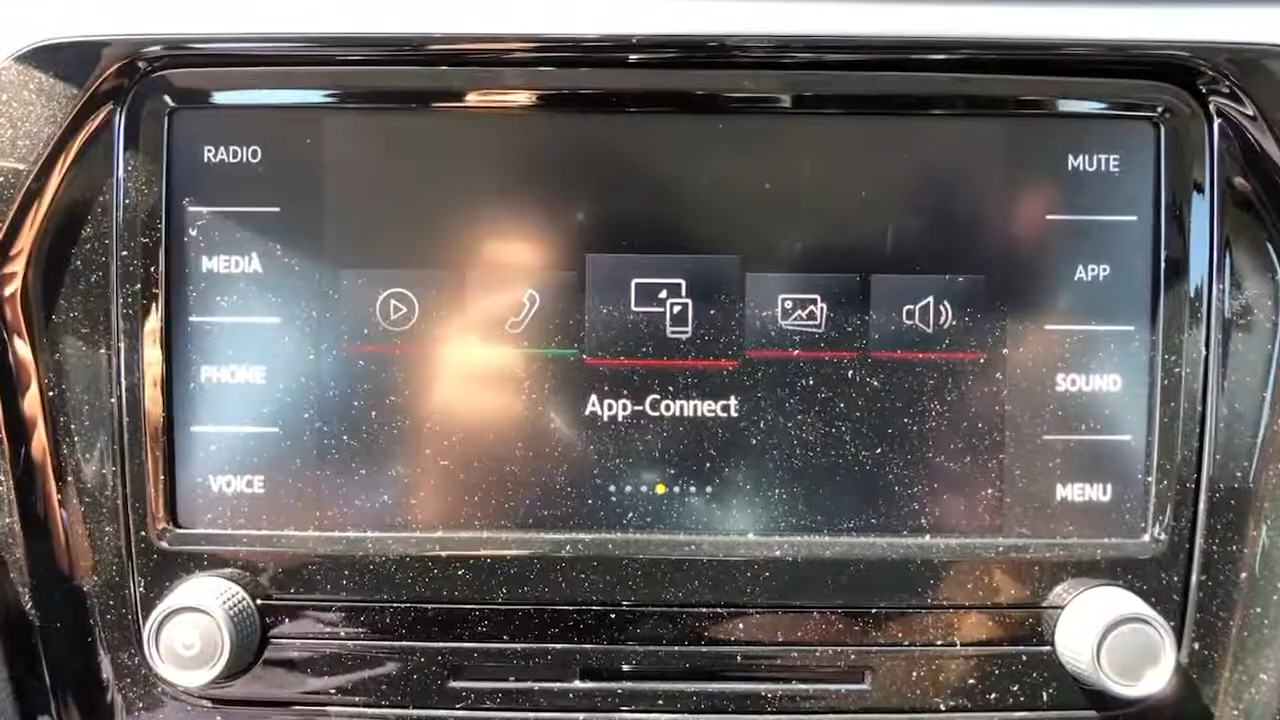 RADIO
MEDIA
PHONE
VOICE
App-Connect
MUTE
APP
SOUND
MENU